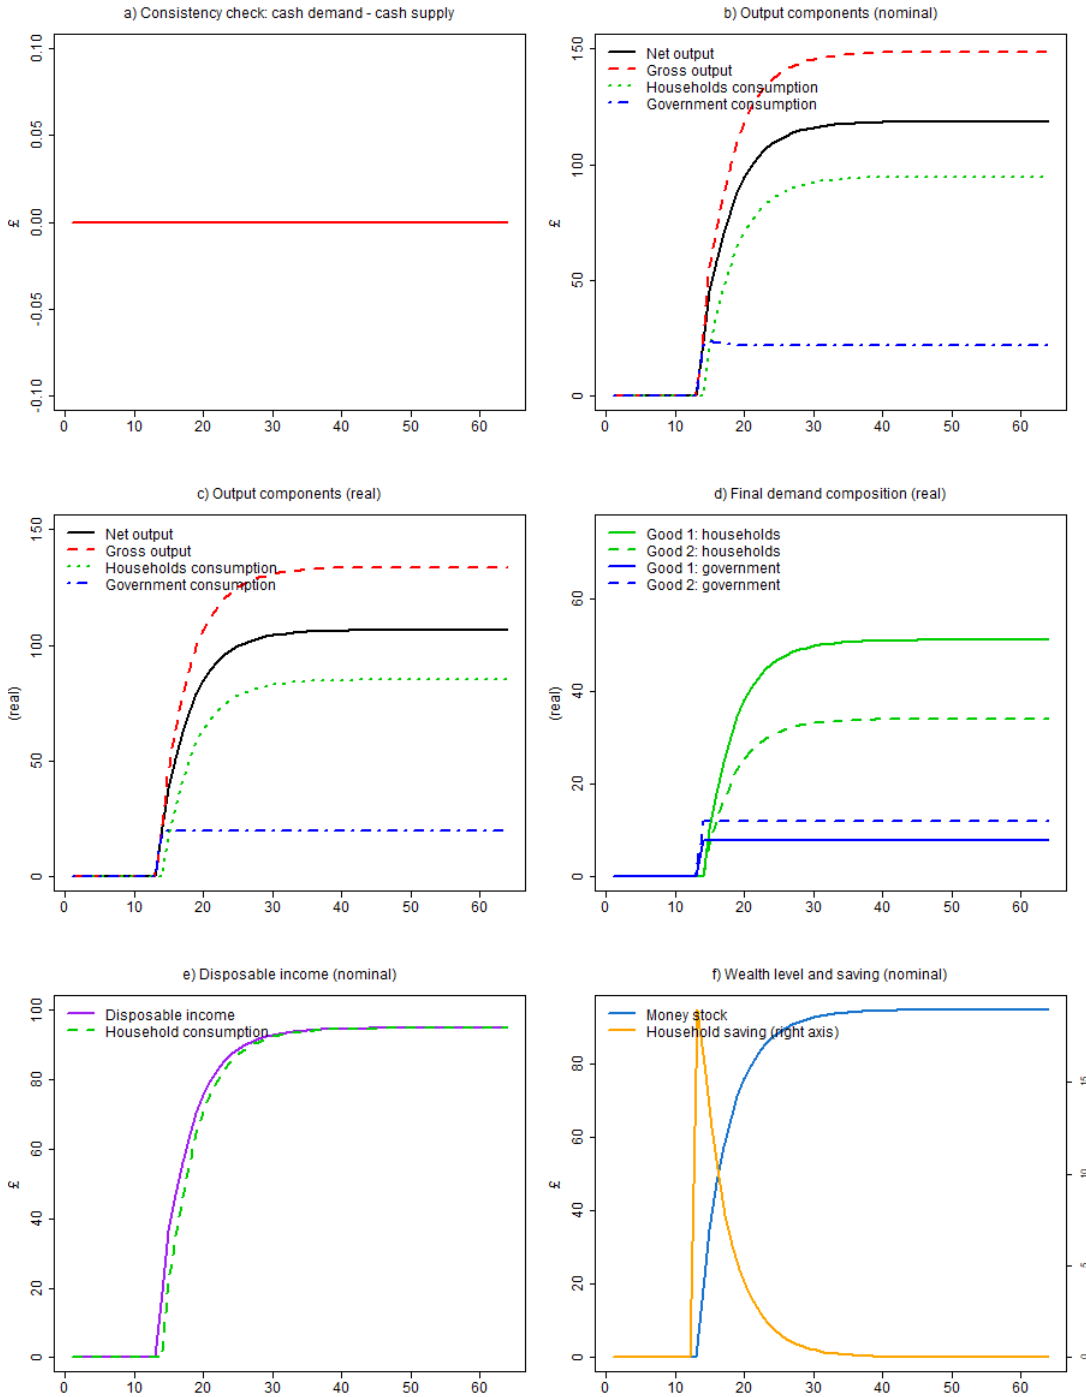 a) Consistency check: cash demand - cash supply
£
0.10
0.05
0.00
-0.05
-0.10
0 10 20 30 40 50 60
b) Output components (nominal)
Net output
Gross output
Households consumption
Government consumption
£
150
100
50
0
0 10 20 30 40 50 60
c) Output components (real)
Net output
Gross output
Households consumption
Government consumption
(real)
150
100
50
0
0 10 20 30 40 50 60
d) Final demand composition (real)
Good 1: households
Good 2: households
Good 1: government
Good 2: government
(real)
60
40
20
0
0 10 20 30 40 50 60
e) Disposable income (nominal)
Disposable income
Household consumption
£
100
80
60
40
20
0
0 10 20 30 40 50 60
f) Wealth level and saving (nominal)
Money stock
Household saving (right axis)
£
80
60
40
20
0
15
10
5
0
0 10 20 30 40 50 60